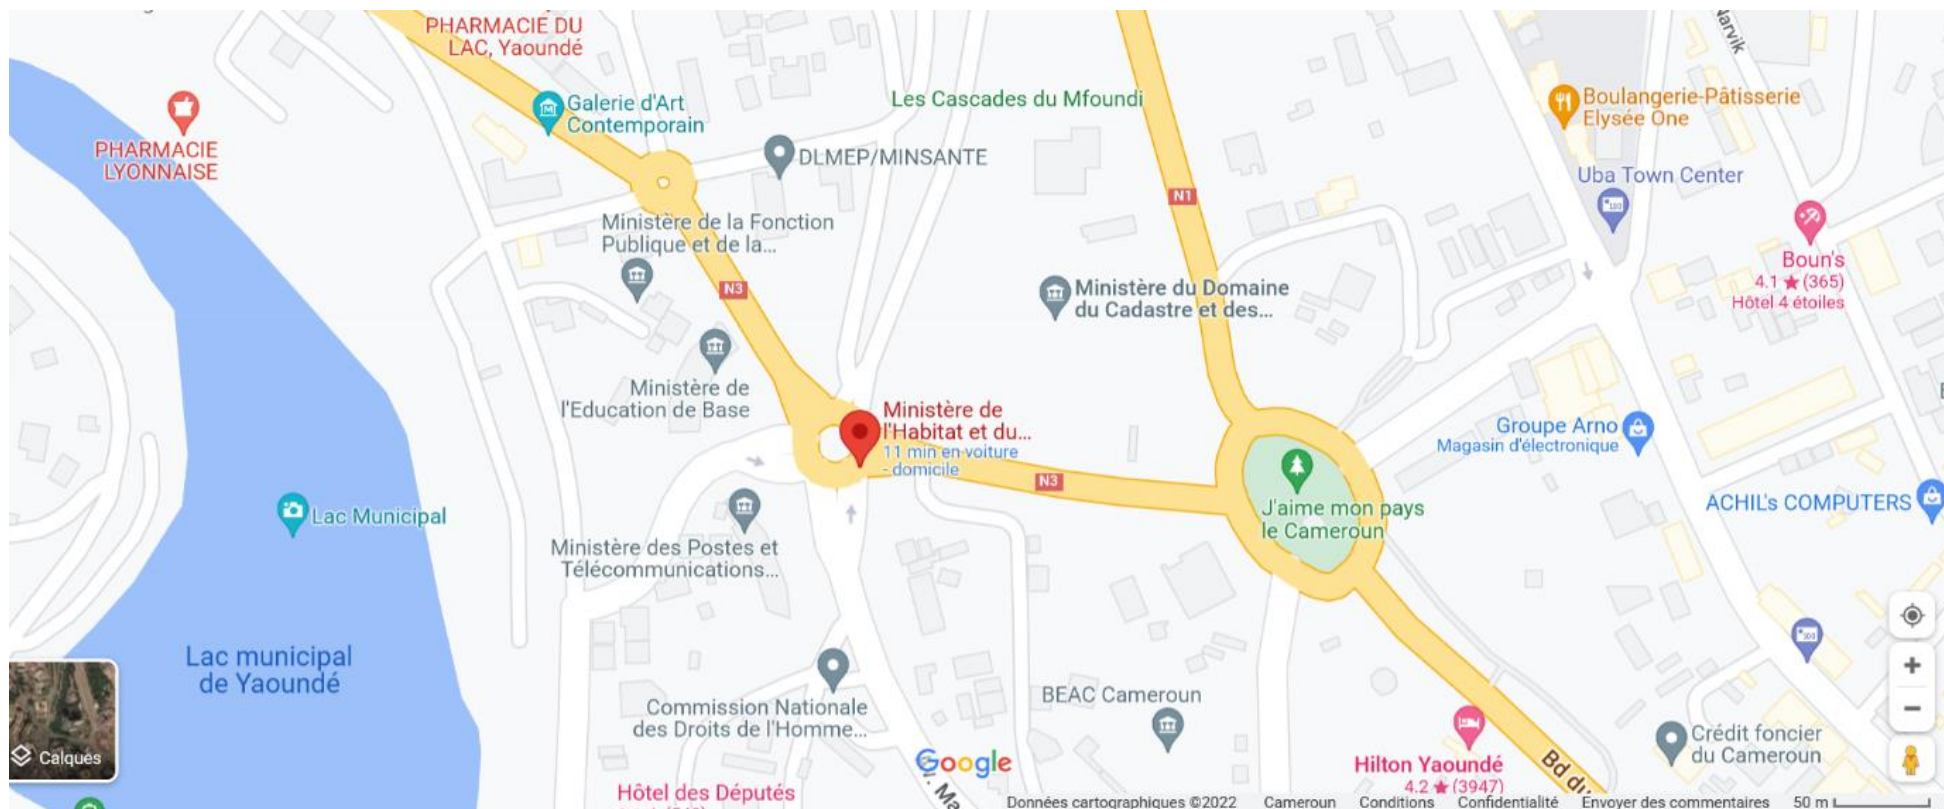 PHARMACIE DU
LAC, Yaoundé
Narvik
Galerie d'Art
Contemporain
Les Cascades du Mfoundi
Boulangerie-Pâtisserie
Elysée One
PHARMACIE
LYONNAISE
DLMEP/MINSANTE
Uba Town Center
N1
Ministère de la Fonction
Publique et de la...
Boun's
4.1 ★ (365)
Hôtel 4 étoiles
N3
Ministère du Domaine
du Cadastre et des...
Ministère de
l'Education de Base
Ministère de
l'Habitat et du...
11 min en voiture
- domicile
Groupe Arno
Magasin d'électronique
N3
J'aime mon pays
le Cameroun
ACHIL's COMPUTERS
Lac Municipal
Ministère des Postes et
Télécommunications...
Lac municipal
de Yaoundé
Commission Nationale
des Droits de l'Homme...
BEAC Cameroun
Crédit foncier
du Cameroun
Calques
Google
Hilton Yaoundé
4.2 ★ (3947)
Bd du
Hôtel des Députés
Données cartographiques ©2022 Cameroun Conditions Confidentialité Envoyer des commentaires 50 m